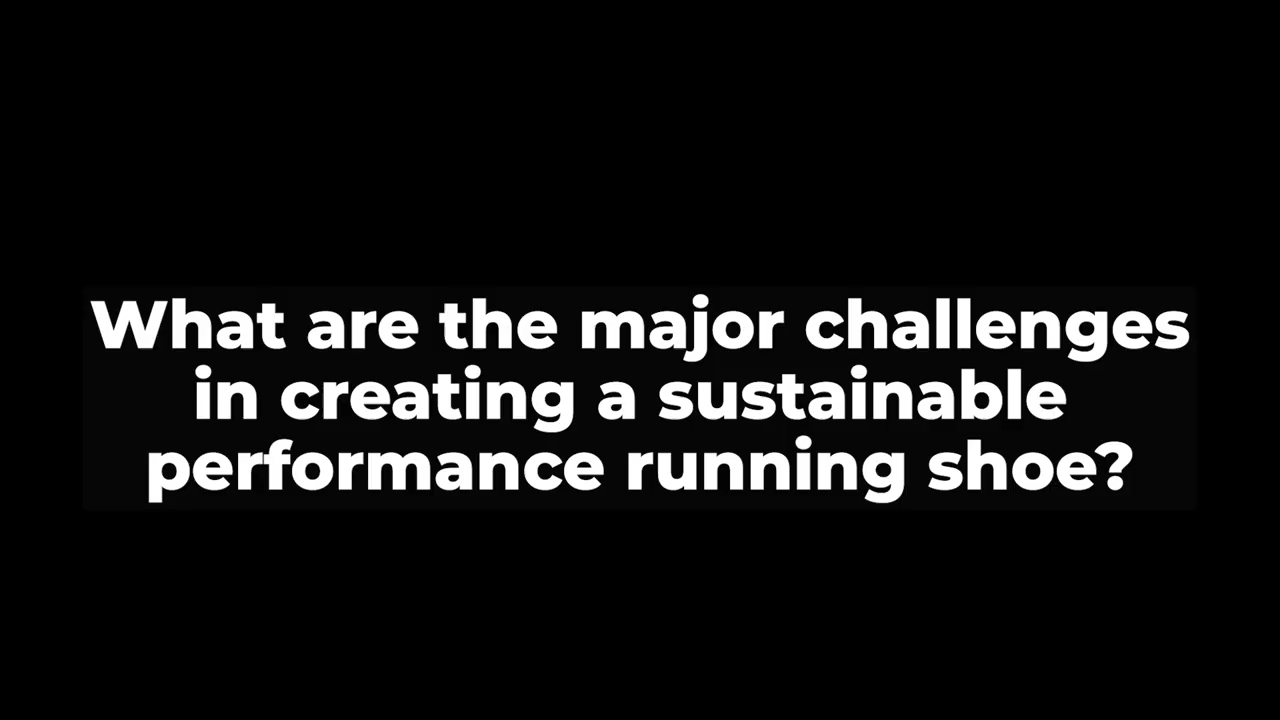 What are the major challenges
in creating a sustainable
performance running shoe?